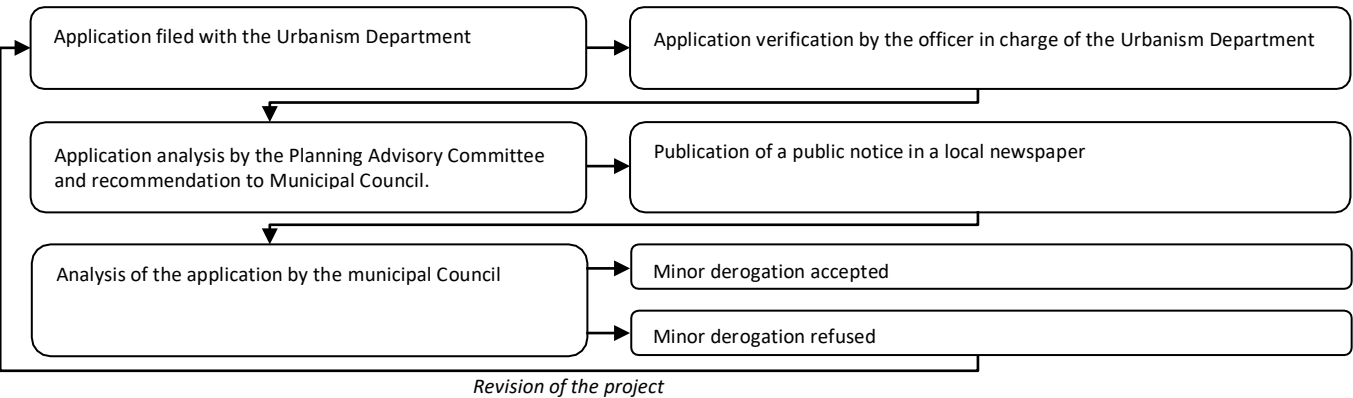 Application filed with the Urbanism Department
Application verification by the officer in charge of the Urbanism Department
Application analysis by the Planning Advisory Committee
and recommendation to Municipal Council.
Publication of a public notice in a local newspaper
Analysis of the application by the municipal Council
Minor derogation accepted
Minor derogation refused
Revision of the project